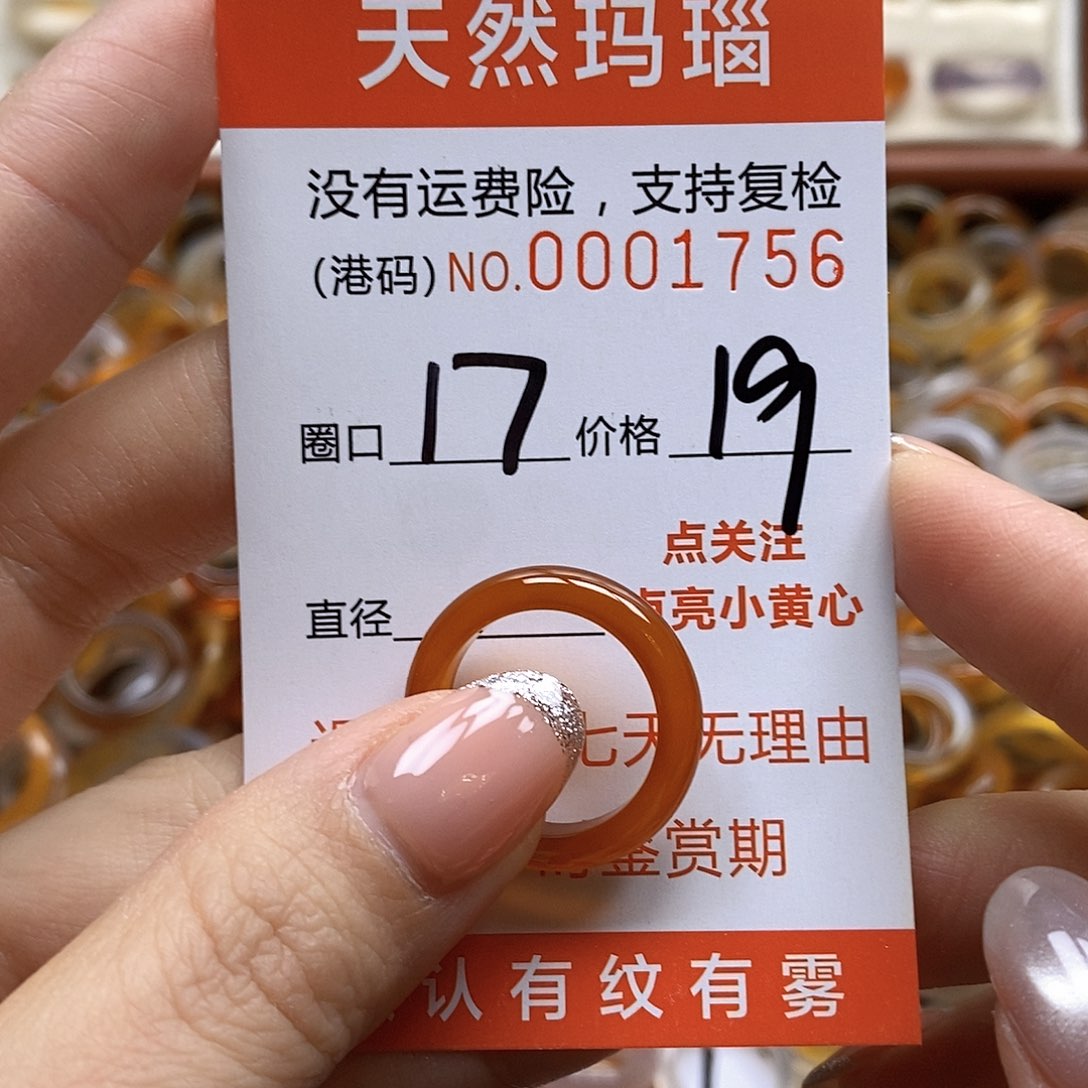 天然玛瑙
没有运费险，支持复检
(港码) NO.0001756
圈口 17 价格 19
点关注
直径
点亮小黄心
七天无理由
鉴赏期
认有纹有雾